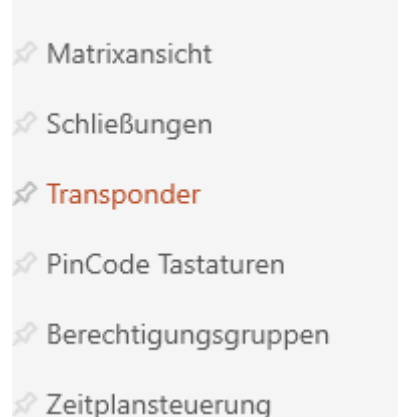 Matrixansicht
Schließungen
Transponder
PinCode Tastaturen
Berechtigungsgruppen
Zeitplansteuerung